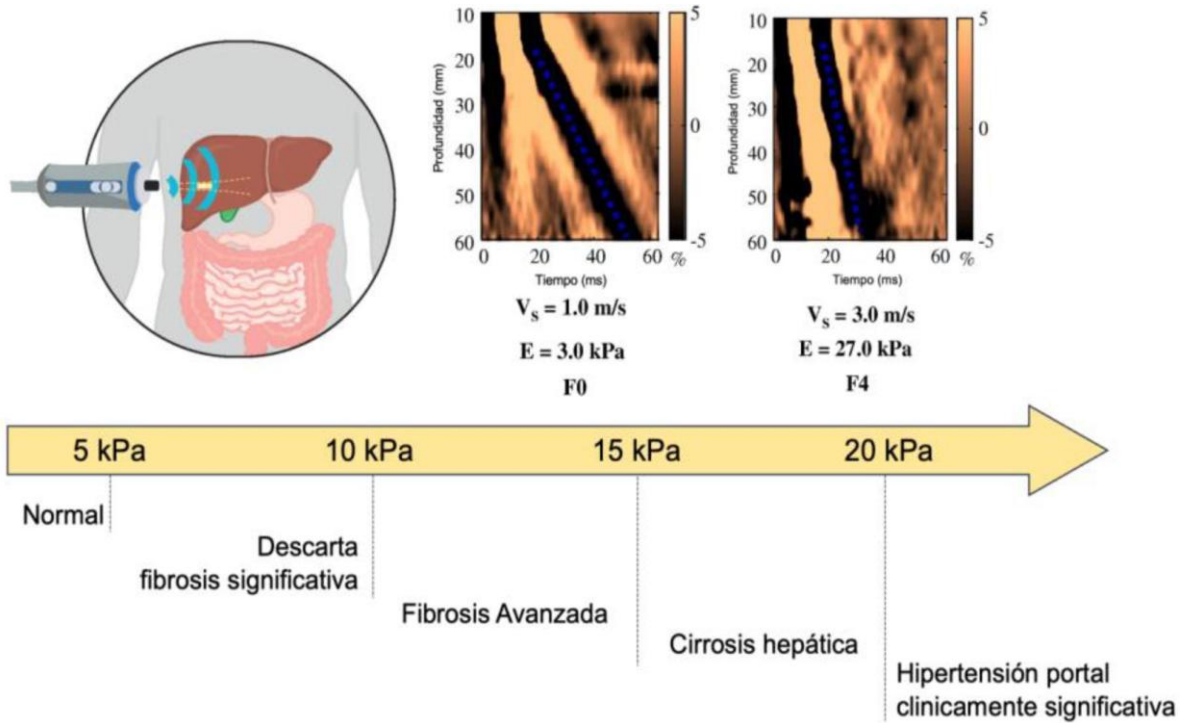 10
20
30
40
50
60
Profundidad (mm)
0 20 40 60 %
Tiempo (ms)
5
0
-5
V_S = 1.0 m/s
E = 3.0 kPa
F0
10
20
30
40
50
60
Profundidad (mm)
0 20 40 60 %
Tiempo (ms)
5
0
-5
V_S = 3.0 m/s
E = 27.0 kPa
F4
5 kPa 10 kPa 15 kPa 20 kPa
Normal
Descarta
fibrosis significativa
Fibrosis Avanzada
Cirrosis hepática
Hipertensión portal
clinicamente significativa